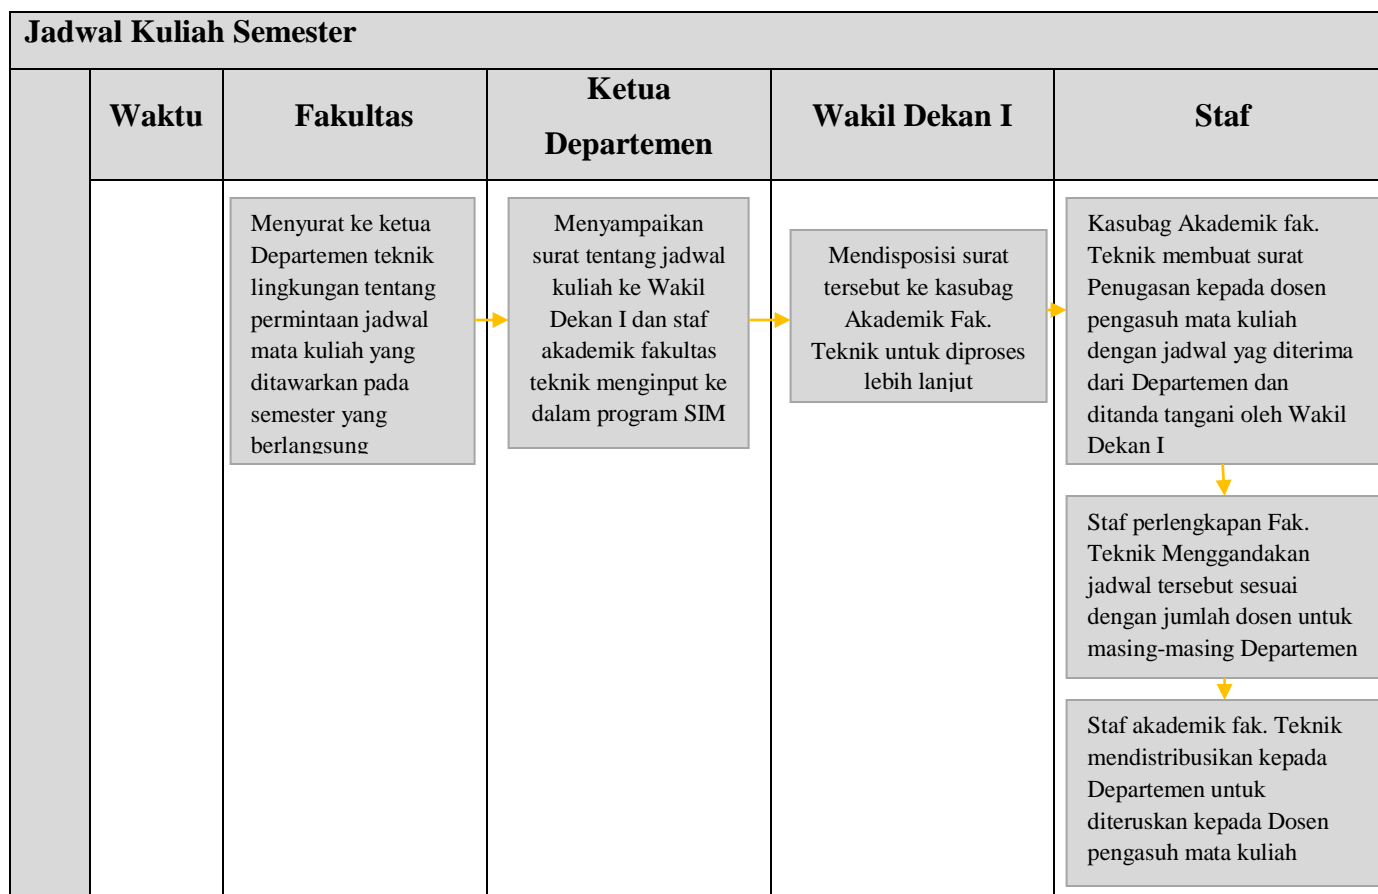 Jadwal Kuliah Semester
Waktu
Fakultas
Ketua
Departemen
Wakil Dekan I
Staf
Menyurat ke ketua
Departemen teknik
lingkungan tentang
permintaan jadwal
mata kuliah yang
ditawarkan pada
semester yang
berlangsung
Menyampaikan
surat tentang jadwal
kuliah ke Wakil
Dekan I dan staf
akademik fakultas
teknik menginput ke
dalam program SIM
Mendisposisi surat
tersebut ke kasubag
Akademik Fak.
Teknik untuk diproses
lebih lanjut
Kasubag Akademik fak.
Teknik membuat surat
Penugasan kepada dosen
pengasuh mata kuliah
dengan jadwal yag diterima
dari Departemen dan
ditanda tangani oleh Wakil
Dekan I
Staf perlengkapan Fak.
Teknik Menggandakan
jadwal tersebut sesuai
dengan jumlah dosen untuk
masing-masing Departemen
Staf akademik fak. Teknik
mendistribusikan kepada
Departemen untuk
diteruskan kepada Dosen
pengasuh mata kuliah